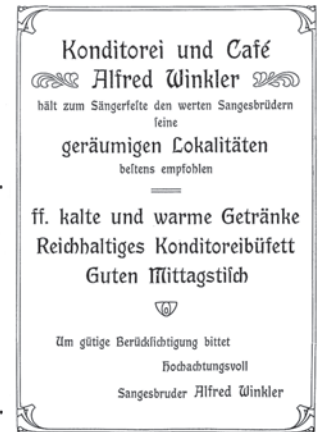 Konditorei und Café
Alfred Winkler
hält zum Sängerfeſte den werten Sangesbrüdern
ſeine
geräumigen Lokalitäten
beſtens empfohlen
ff. kalte und warme Getränke
Reichhaltiges Konditoreibüfett
Guten Mittagstiſch
Um gütige Berückſichtigung bittet
Hochachtungsvoll
Sangesbruder Alfred Winkler